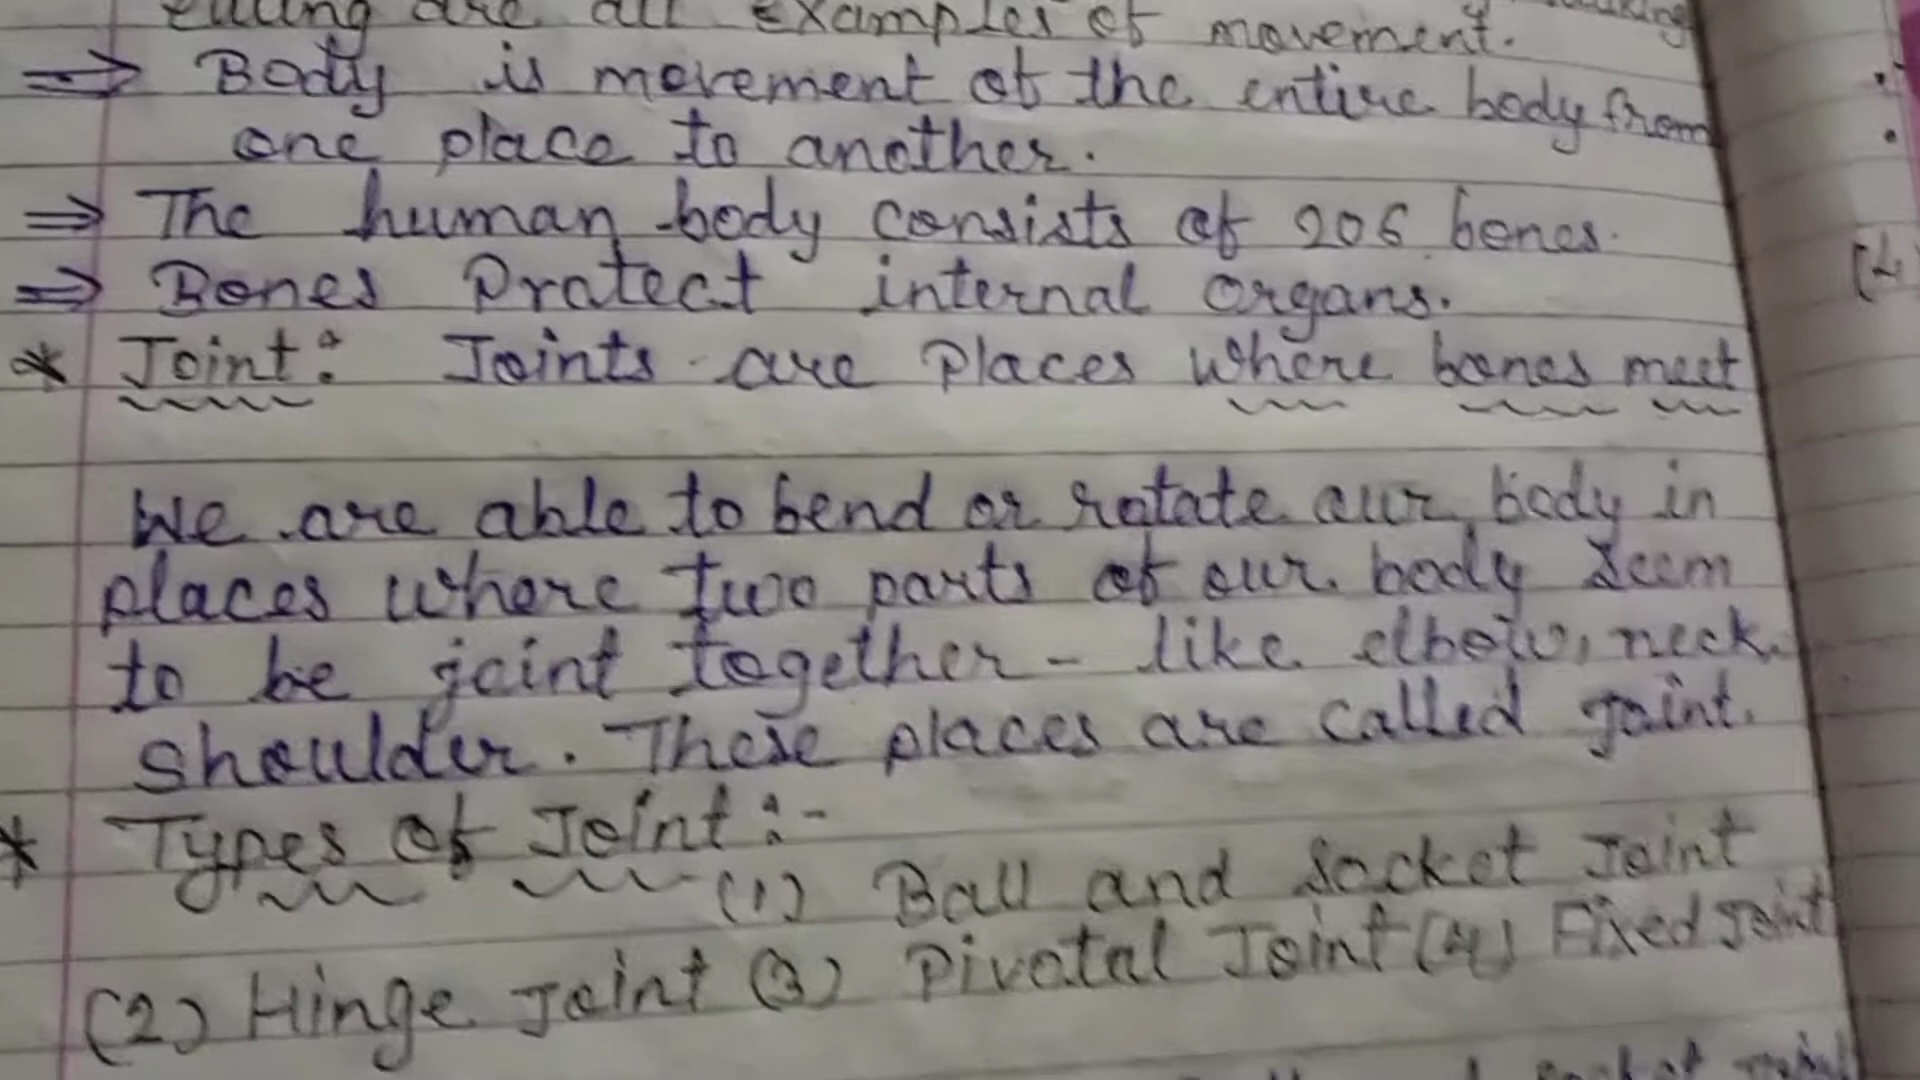 are all examples of movement.
⇒ Body is movement of the entire body from
one place to another.
⇒ The human body consists of 206 bones.
⇒ Bones Protect internal organs.
* Joint: Joints are Places where bones meet
We are able to bend or rotate our body in
places where two parts of our body seem
to be joint together - like elbow, neck
shoulder. These places are called joint.
* Types of Joint :-
(1) Ball and Socket Joint
(2) Hinge Joint (3) Pivotal Joint (4) Fixed Joint